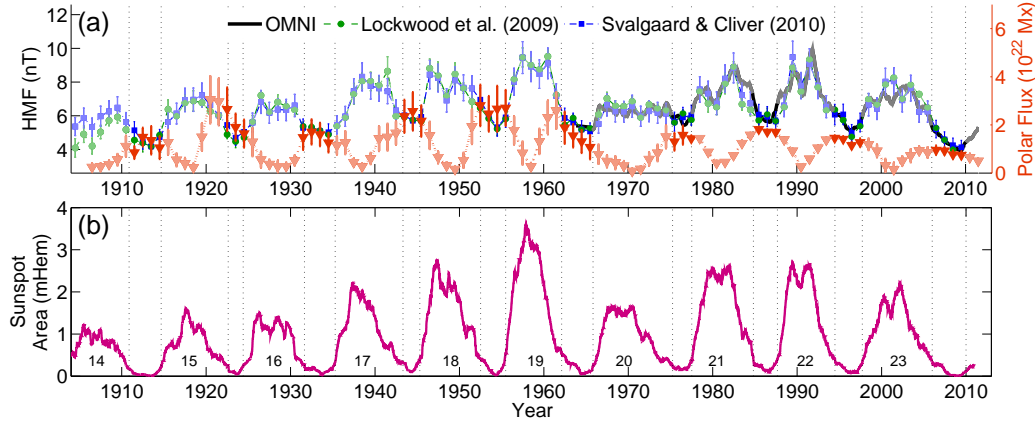 (a)
OMNI Lockwood et al. (2009) Svalgaard & Cliver (2010)
HMF (nT)
12
10
8
6
4
Polar Flux (10^22 Mx)
6
4
2
0
1910 1920 1930 1940 1950 1960 1970 1980 1990 2000 2010
(b)
Sunspot
Area (mHem)
4
3
2
1
0
14 15 16 17 18 19 20 21 22 23
1910 1920 1930 1940 1950 1960 1970 1980 1990 2000 2010
Year